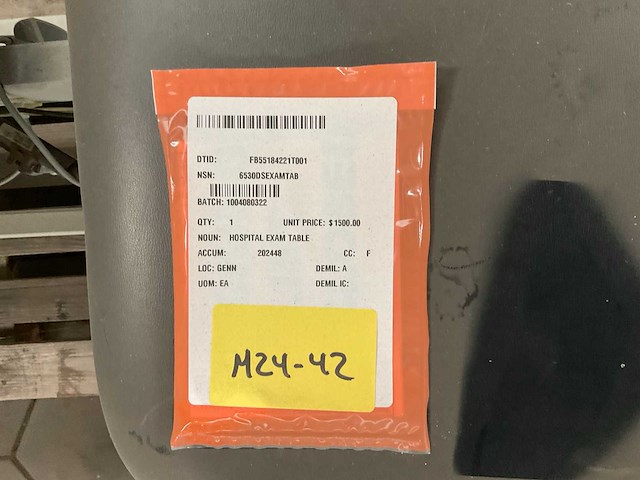 DTID: FB55184221T001
NSN: 6530DSEXAMTAB
BATCH: 1004080322
QTY: 1 UNIT PRICE: $1500.00
NOUN: HOSPITAL EXAM TABLE
ACCUM: 202448 CC: F
LOC: GENN DEMIL: A
UOM: EA DEMIL IC:
M24-42